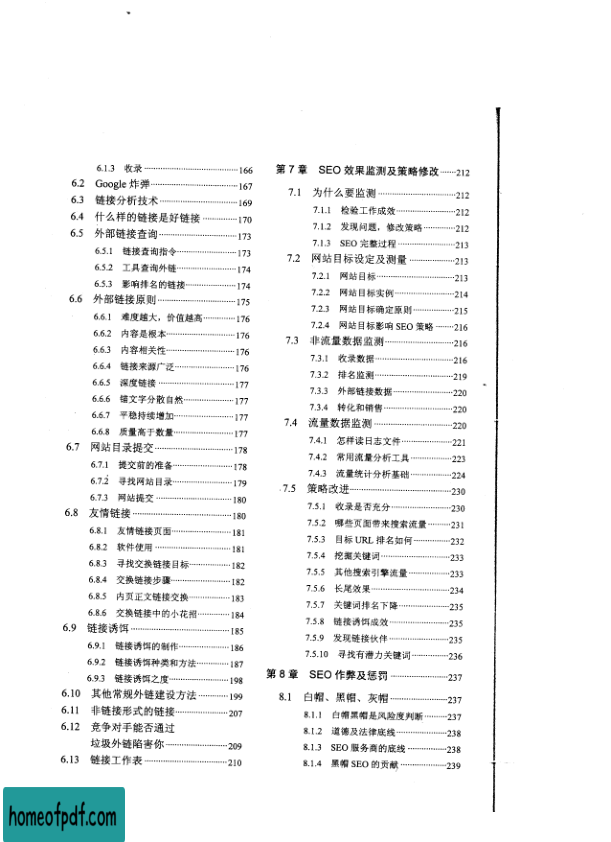 6.1.3 收录 166
6.2 Google 炸弹 167
6.3 链接分析技术 169
6.4 什么样的链接是好链接 170
6.5 外部链接查询 173
6.5.1 链接查询指令 173
6.5.2 工具查询外链 174
6.5.3 影响排名的链接 174
6.6 外部链接原则 175
6.6.1 难度越大，价值越高 176
6.6.2 内容是根本 176
6.6.3 内容相关性 176
6.6.4 链接来源广泛 176
6.6.5 深度链接 177
6.6.6 锚文字分散自然 177
6.6.7 平稳持续增加 177
6.6.8 质量高于数量 177
6.7 网站目录提交 178
6.7.1 提交前的准备 178
6.7.2 寻找网站目录 179
6.7.3 网站提交 180
6.8 友情链接 180
6.8.1 友情链接页面 181
6.8.2 软件使用 181
6.8.3 寻找交换链接目标 182
6.8.4 交换链接步骤 182
6.8.5 内页正文链接交换 183
6.8.6 交换链接中的小花招 184
6.9 链接诱饵 185
6.9.1 链接诱饵的制作 186
6.9.2 链接诱饵种类和方法 187
6.9.3 链接诱饵之度 198
6.10 其他常规外链建设方法 199
6.11 非链接形式的链接 207
6.12 竞争对手能否通过
垃圾外链陷害你 209
6.13 链接工作表 210
第 7 章 SEO 效果监测及策略修改 212
7.1 为什么要监测 212
7.1.1 检验工作成效 212
7.1.2 发现问题，修改策略 212
7.1.3 SEO 完整过程 213
7.2 网站目标设定及测量 213
7.2.1 网站目标 213
7.2.2 网站目标实例 214
7.2.3 网站目标确定原则 215
7.2.4 网站目标影响 SEO 策略 216
7.3 非流量数据监测 216
7.3.1 收录数据 216
7.3.2 排名监测 219
7.3.3 外部链接数据 220
7.3.4 转化和销售 220
7.4 流量数据监测 220
7.4.1 怎样读日志文件 221
7.4.2 常用流量分析工具 223
7.4.3 流量统计分析基础 224
7.5 策略改进 230
7.5.1 收录是否充分 230
7.5.2 哪些页面带来搜索流量 231
7.5.3 目标 URL 排名如何 232
7.5.4 挖掘关键词 233
7.5.5 其他搜索引擎流量 233
7.5.6 长尾效果 234
7.5.7 关键词排名下降 235
7.5.8 链接诱饵成效 235
7.5.9 发现链接伙伴 235
7.5.10 寻找有潜力关键词 236
第 8 章 SEO 作弊及惩罚 237
8.1 白帽、黑帽、灰帽 237
8.1.1 白帽黑帽是风险度判断 237
8.1.2 道德及法律底线 238
8.1.3 SEO 服务商的底线 238
8.1.4 黑帽 SEO 的贡献 239
homeofpdf.com